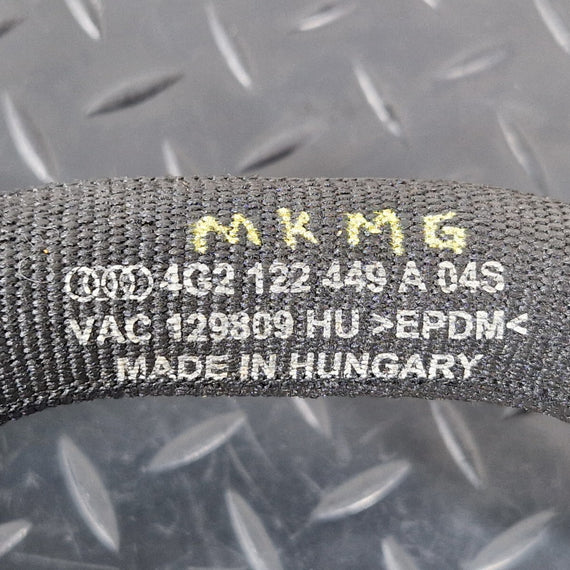 MKMG
4G2 122 449 A 04S
VAC 129809 HU >EPDM<
MADE IN HUNGARY